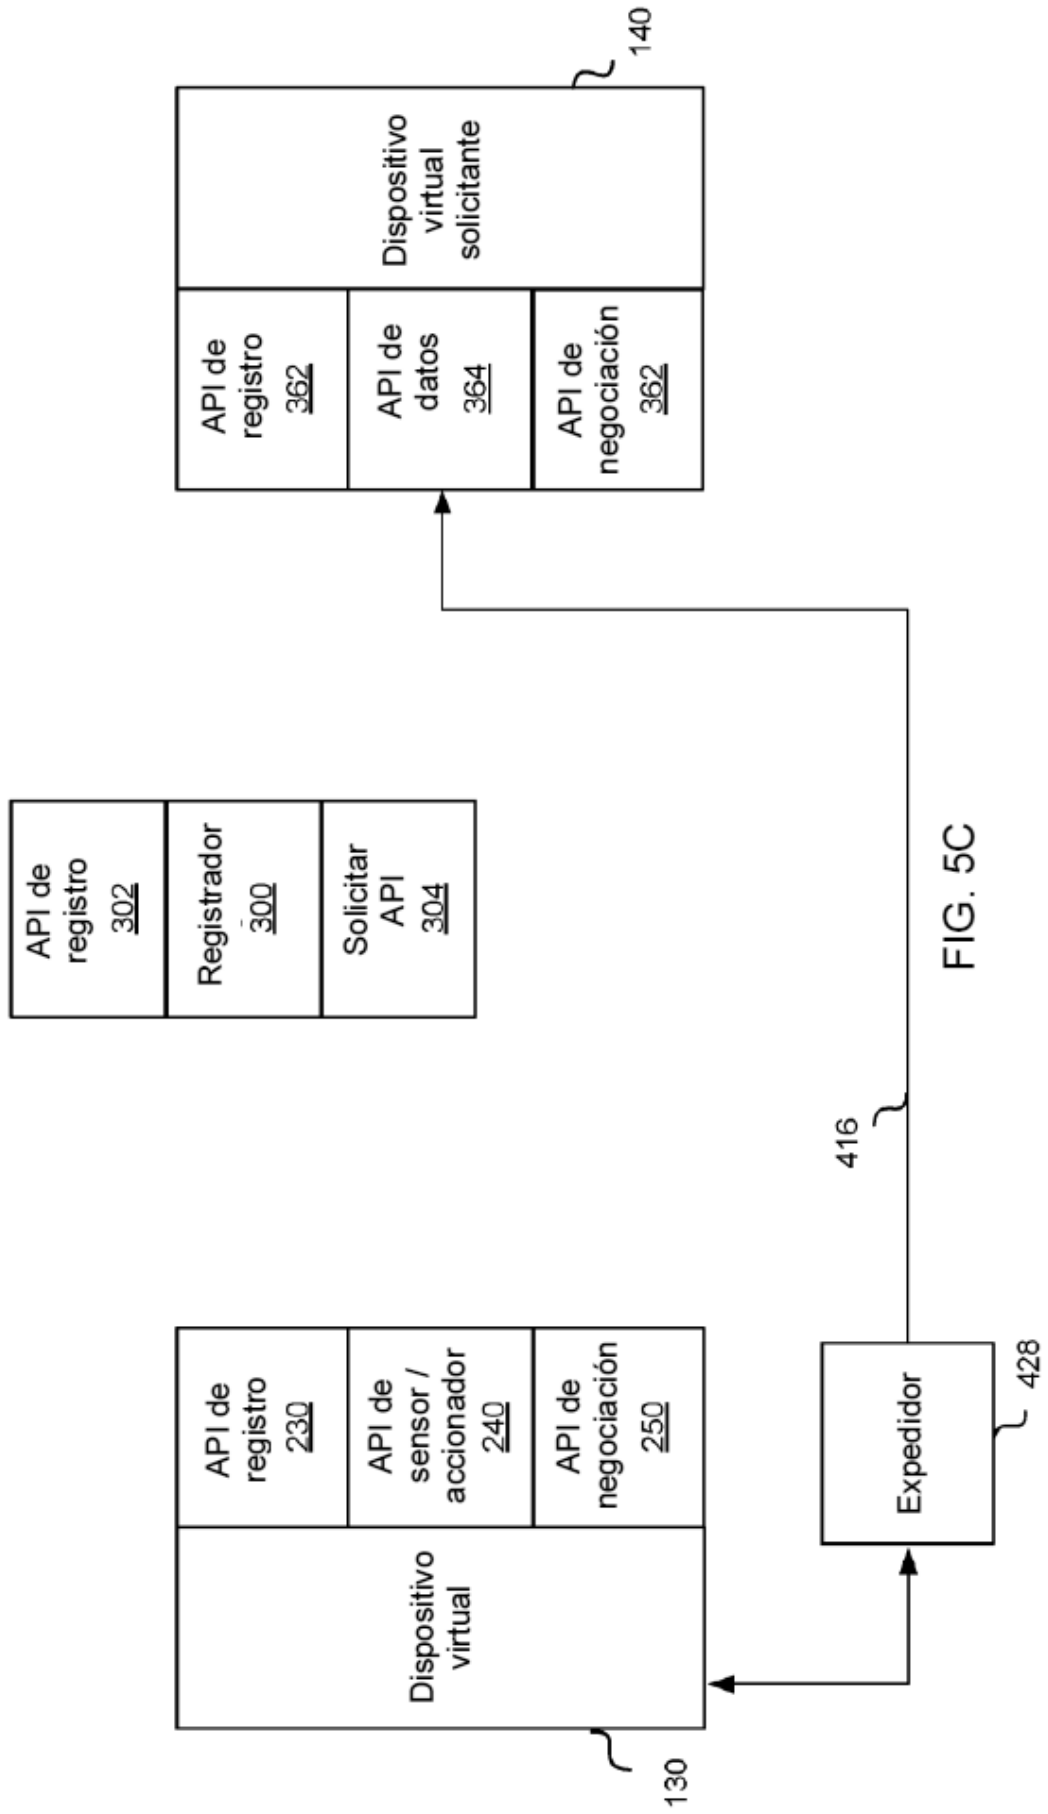 API de
registro
302
Registrador
300
Solicitar
API
304
Dispositivo
virtual
130
API de
registro
230
API de
sensor /
accionador
240
API de
negociación
250
API de
registro
362
API de
datos
364
API de
negociación
362
Dispositivo
virtual
solicitante
140
Expedidor
428
416
FIG. 5C